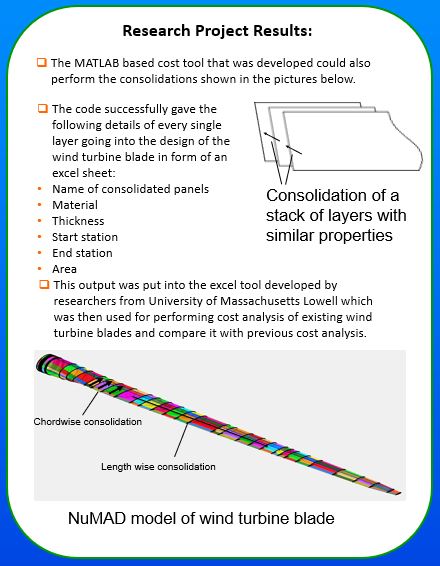 Research Project Results:
❑ The MATLAB based cost tool that was developed could also
perform the consolidations shown in the pictures below.
❑ The code successfully gave the
following details of every single
layer going into the design of the
wind turbine blade in form of an
excel sheet:
• Name of consolidated panels
• Material
• Thickness
• Start station
• End station
• Area
Consolidation of a
stack of layers with
similar properties
❑ This output was put into the excel tool developed by
researchers from University of Massachusetts Lowell which
was then used for performing cost analysis of existing wind
turbine blades and compare it with previous cost analysis.
Chordwise consolidation
Length wise consolidation
NuMAD model of wind turbine blade